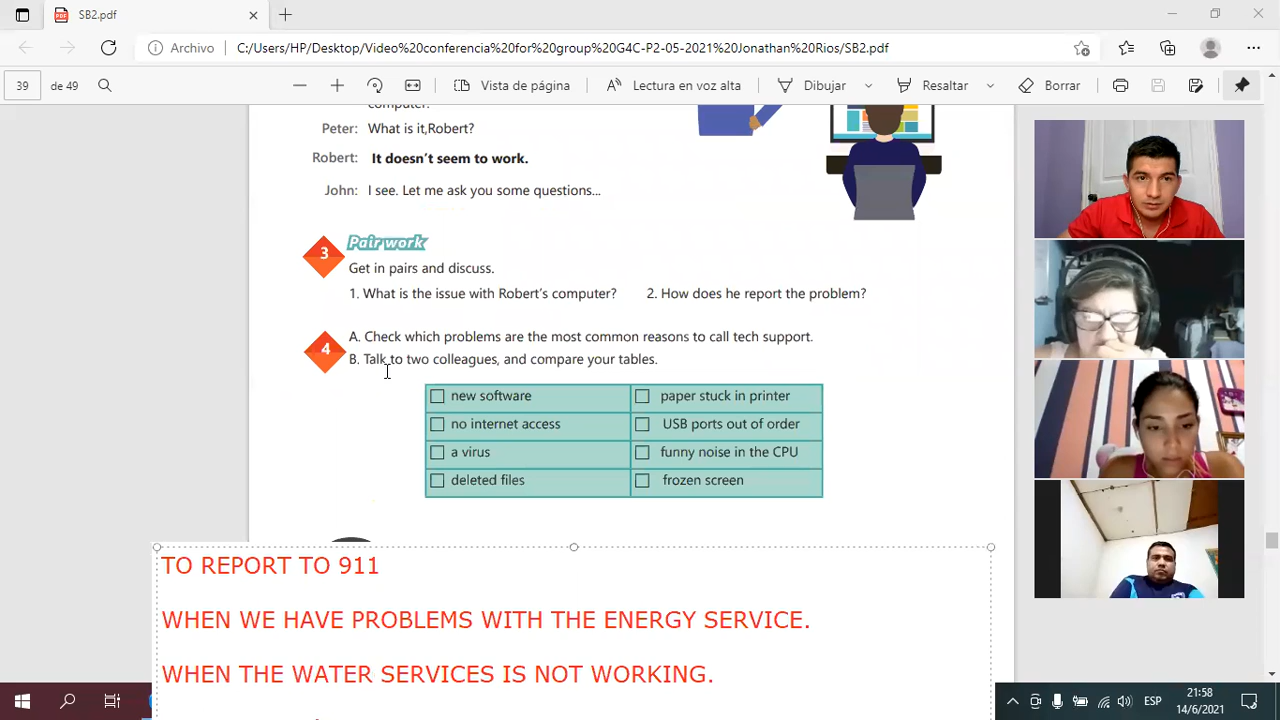 SB2.pdf
Archivo
C:/Users/HP/Desktop/Video%20conferencia%20for%20group%20G4C-P2-05-2021%20Jonathan%20Rios/SB2.pdf
39 de 49
Vista de página
Lectura en voz alta
Dibujar
Resaltar
Borrar
computer.
Peter: What is it,Robert?
Robert: It doesn't seem to work.
John: I see. Let me ask you some questions...
3 Pair work
Get in pairs and discuss.
1. What is the issue with Robert's computer? 2. How does he report the problem?
4 A. Check which problems are the most common reasons to call tech support.
B. Talk to two colleagues, and compare your tables.
new software paper stuck in printer
no internet access USB ports out of order
a virus funny noise in the CPU
deleted files frozen screen
TO REPORT TO 911
WHEN WE HAVE PROBLEMS WITH THE ENERGY SERVICE.
WHEN THE WATER SERVICES IS NOT WORKING.
ESP
21:58
14/6/2021